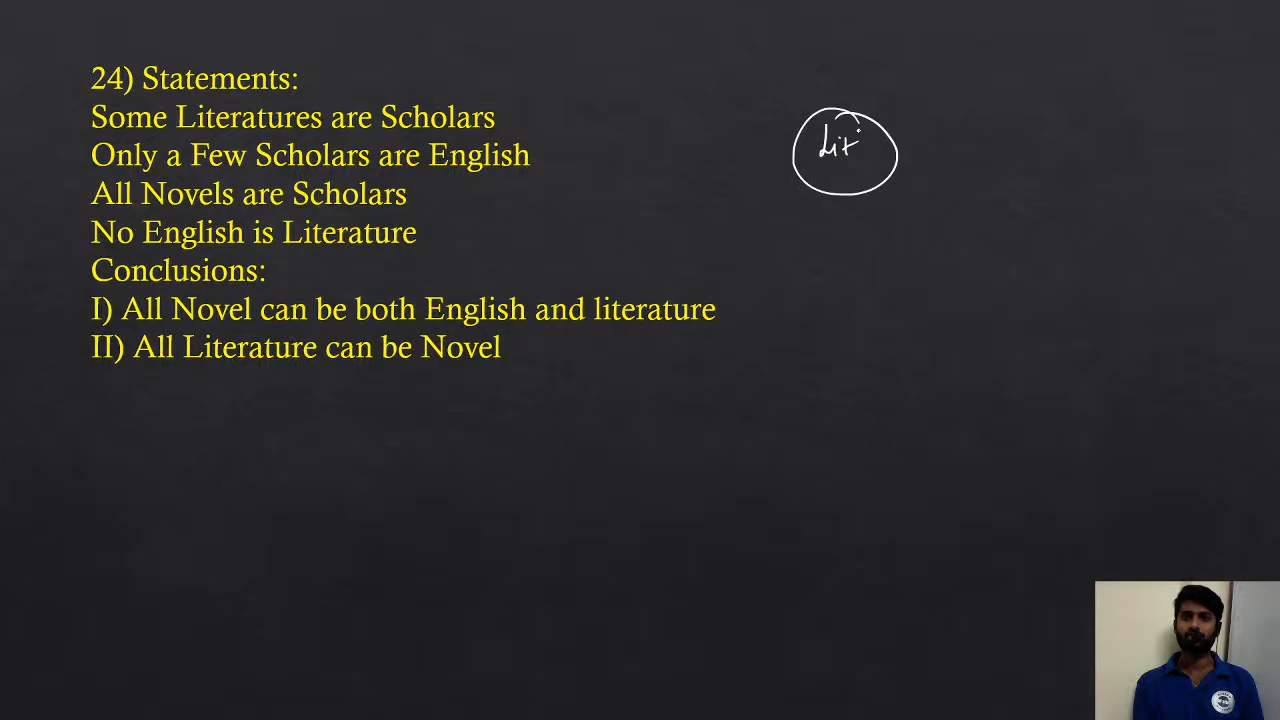 24) Statements:
Some Literatures are Scholars
Only a Few Scholars are English
All Novels are Scholars
No English is Literature
Conclusions:
I) All Novel can be both English and literature
II) All Literature can be Novel
Lit